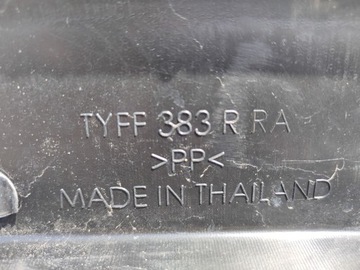 TYFF 383 R RA
>PP<
MADE IN THAILAND